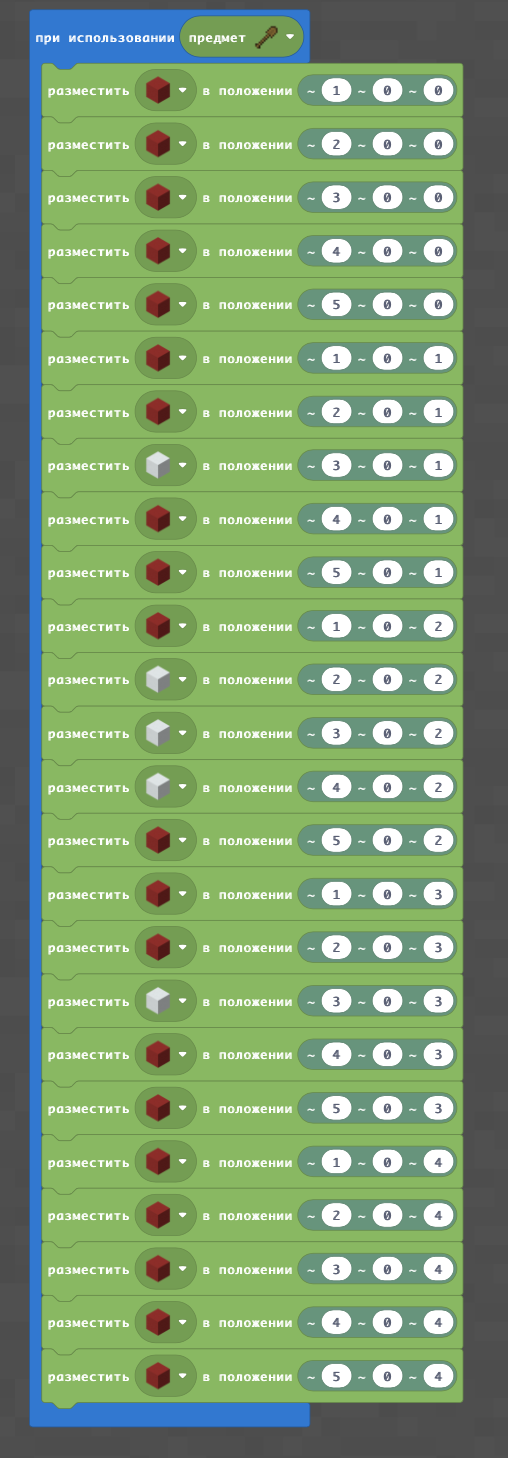 при использовании предмет
разместить в положении ~ 1 ~ 0 ~ 0
разместить в положении ~ 2 ~ 0 ~ 0
разместить в положении ~ 3 ~ 0 ~ 0
разместить в положении ~ 4 ~ 0 ~ 0
разместить в положении ~ 5 ~ 0 ~ 0
разместить в положении ~ 1 ~ 0 ~ 1
разместить в положении ~ 2 ~ 0 ~ 1
разместить в положении ~ 3 ~ 0 ~ 1
разместить в положении ~ 4 ~ 0 ~ 1
разместить в положении ~ 5 ~ 0 ~ 1
разместить в положении ~ 1 ~ 0 ~ 2
разместить в положении ~ 2 ~ 0 ~ 2
разместить в положении ~ 3 ~ 0 ~ 2
разместить в положении ~ 4 ~ 0 ~ 2
разместить в положении ~ 5 ~ 0 ~ 2
разместить в положении ~ 1 ~ 0 ~ 3
разместить в положении ~ 2 ~ 0 ~ 3
разместить в положении ~ 3 ~ 0 ~ 3
разместить в положении ~ 4 ~ 0 ~ 3
разместить в положении ~ 5 ~ 0 ~ 3
разместить в положении ~ 1 ~ 0 ~ 4
разместить в положении ~ 2 ~ 0 ~ 4
разместить в положении ~ 3 ~ 0 ~ 4
разместить в положении ~ 4 ~ 0 ~ 4
разместить в положении ~ 5 ~ 0 ~ 4